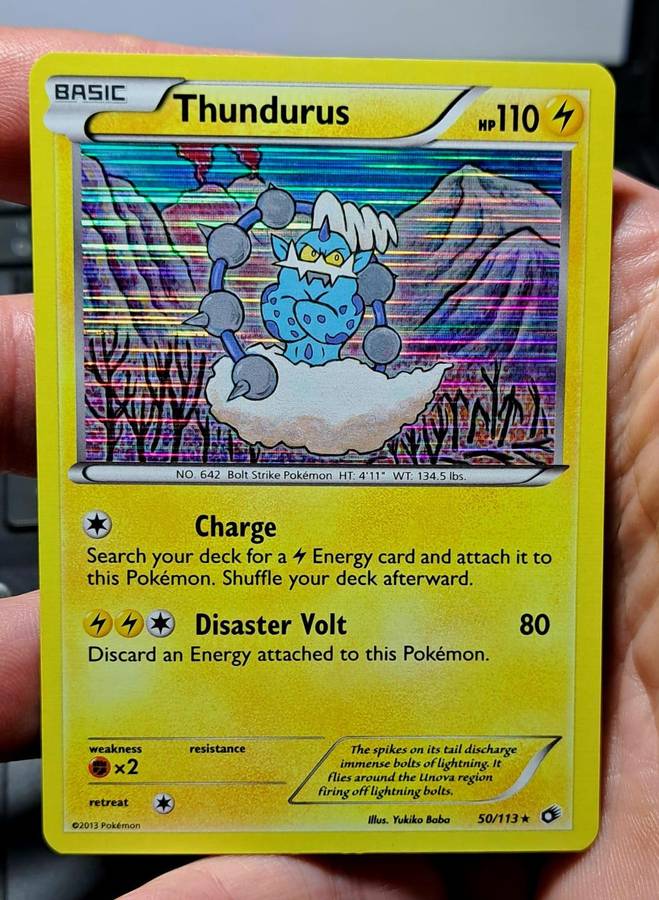 BASIC
Thundurus
HP110
NO. 642 Bolt Strike Pokémon HT: 4'11" WT: 134.5 lbs.
Charge
Search your deck for a Energy card and attach it to
this Pokémon. Shuffle your deck afterward.
Disaster Volt 80
Discard an Energy attached to this Pokémon.
weakness resistance
×2
retreat
The spikes on its tail discharge
immense bolts of lightning. It
flies around the Unova region
firing off lightning bolts.
Illus. Yukiko Baba 50/113★
©2013 Pokémon